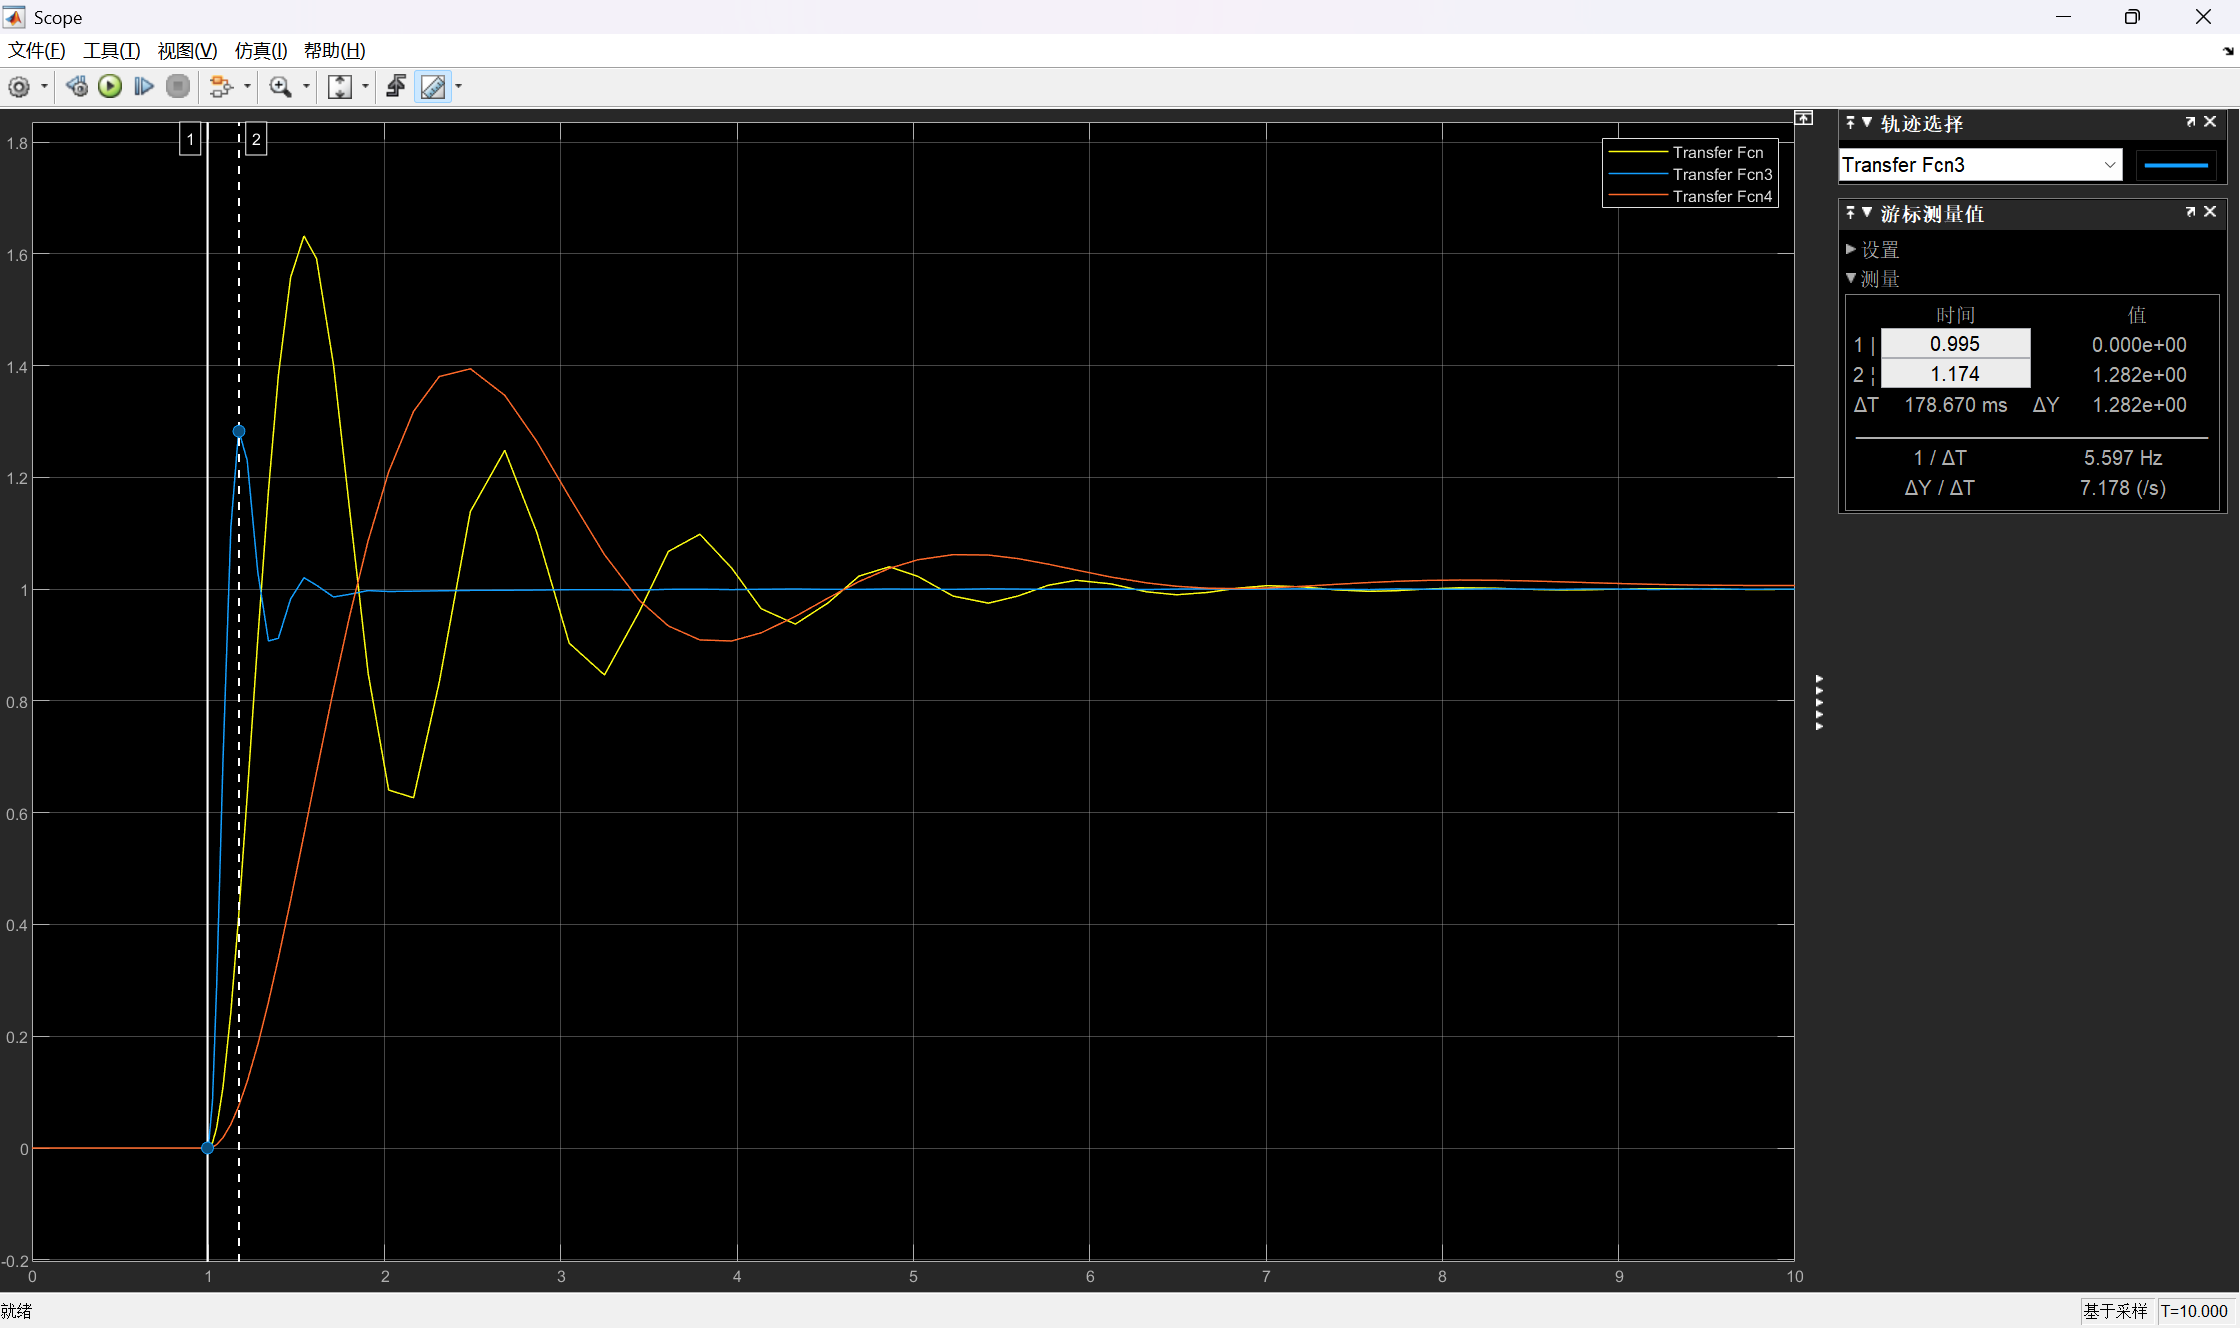 Scope
文件(F) 工具(T) 视图(V) 仿真(I) 帮助(H)
1 2
1.8
1.6
1.4
1.2
1
0.8
0.6
0.4
0.2
0
-0.2
0 1 2 3 4 5 6 7 8 9 10
Transfer Fcn
Transfer Fcn3
Transfer Fcn4
轨迹选择
Transfer Fcn3
游标测量值
设置
测量
时间 值
1 | 0.995 0.000e+00
2 ¦ 1.174 1.282e+00
ΔT 178.670 ms ΔY 1.282e+00
1 / ΔT 5.597 Hz
ΔY / ΔT 7.178 (/s)
就绪
基于采样 T=10.000